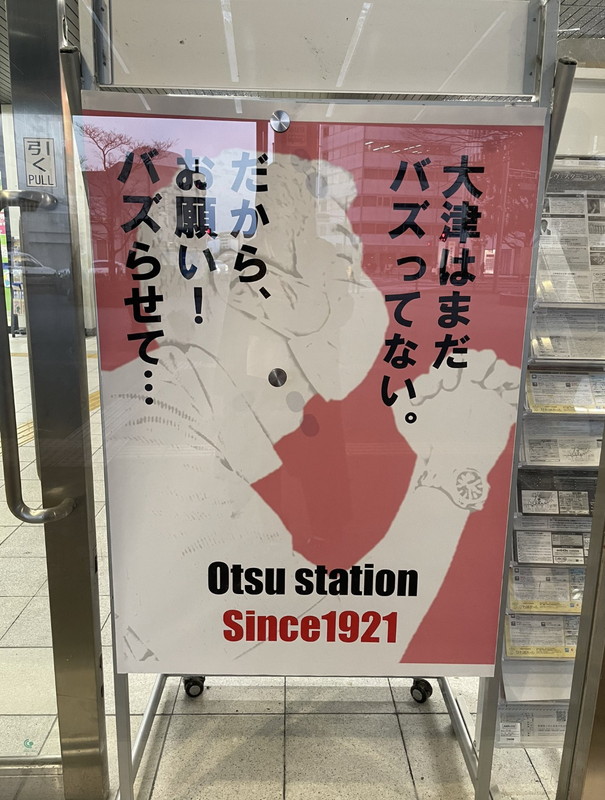 大津はまだ
バズってない。
だから、
お願い！
バズらせて…
Otsu station
Since1921
引く
PULL